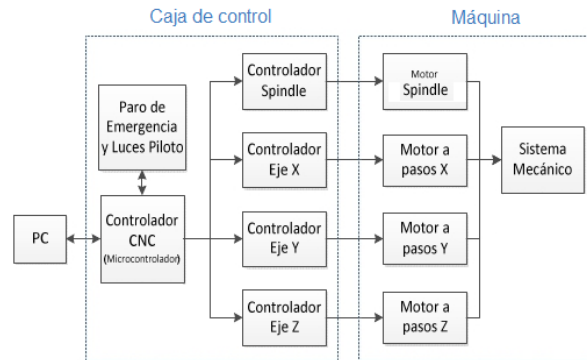 Caja de control
Máquina
Controlador
Spindle
Motor
Spindle
Paro de
Emergencia
y Luces Piloto
Controlador
Eje X
Motor a
pasos X
Sistema
Mecánico
PC
Controlador
CNC
(Microcontrolador)
Controlador
Eje Y
Motor a
pasos Y
Controlador
Eje Z
Motor a
pasos Z